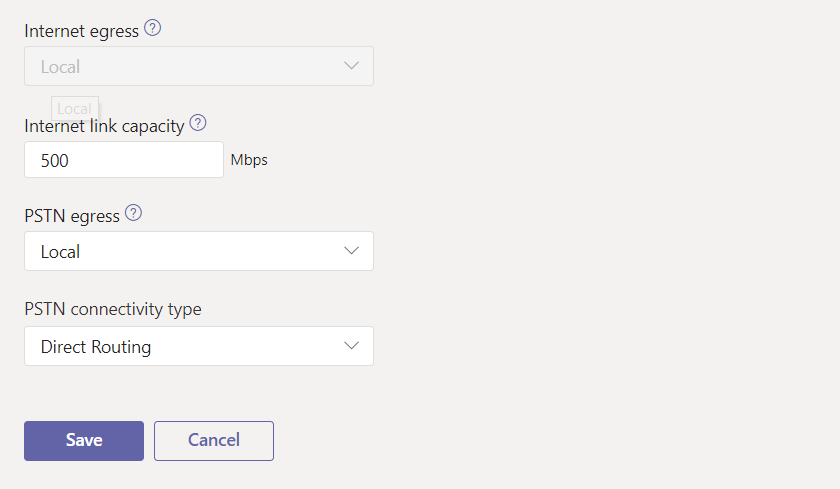 Internet egress ?
Local
Local
Internet link capacity ?
500 Mbps
PSTN egress ?
Local
PSTN connectivity type
Direct Routing
Save Cancel